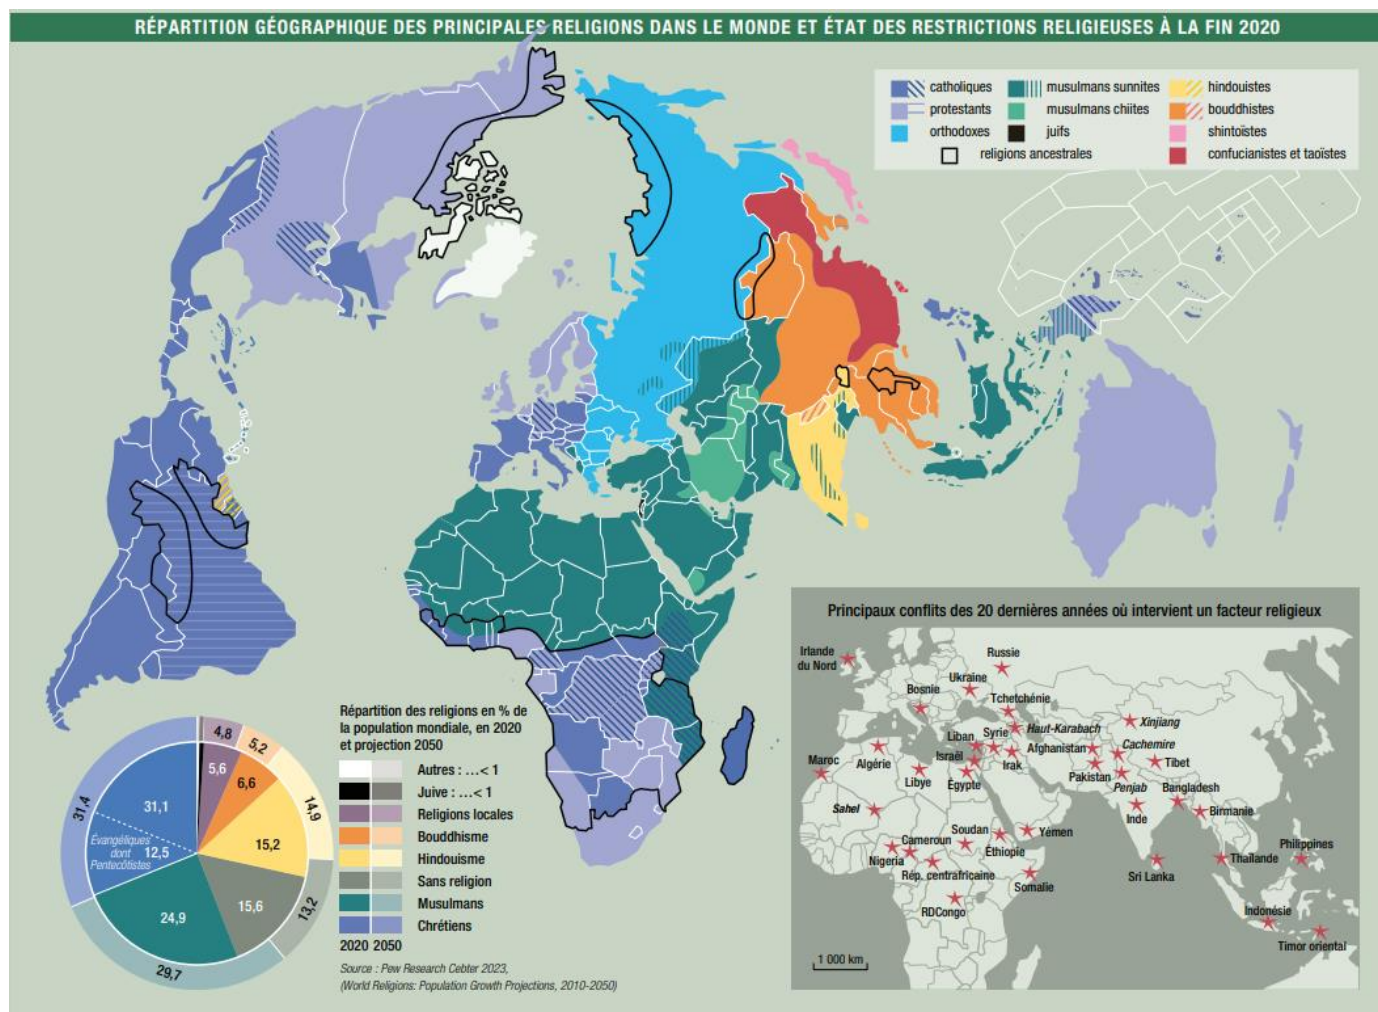 RÉPARTITION GÉOGRAPHIQUE DES PRINCIPALES RELIGIONS DANS LE MONDE ET ÉTAT DES RESTRICTIONS RELIGIEUSES À LA FIN 2020
catholiques
protestants
orthodoxes
musulmans sunnites
musulmans chiites
juifs
hindouistes
bouddhistes
shintoïstes
confucianistes et taoïstes
religions ancestrales
Principaux conflits des 20 dernières années où intervient un facteur religieux
Irlande
du Nord
Russie
Ukraine
Bosnie
Tchetchénie
Haut-Karabach
Xinjiang
Liban
Syrie
Afghanistan
Cachemire
Maroc
Algérie
Israël
Irak
Tibet
Libye
Égypte
Pakistan
Penjab
Bangladesh
Sahel
Inde
Birmanie
Cameroun
Soudan
Yémen
Éthiopie
Philippines
Nigeria
Rép. centrafricaine
Somalie
Sri Lanka
Thaïlande
RDCongo
Indonésie
Timor oriental
1 000 km
Répartition des religions en % de
la population mondiale, en 2020
et projection 2050
Autres : ...< 1
Juive : ...< 1
Religions locales
Bouddhisme
Hindouisme
Sans religion
Musulmans
Chrétiens
2020 2050
Source : Pew Research Cebter 2023,
(World Religions: Population Growth Projections, 2010-2050)
4,8
5,2
5,6
6,6
14,9
31,4
31,1
15,2
Évangéliques
dont
Pentecôtistes
12,5
24,9
15,6
13,2
29,7